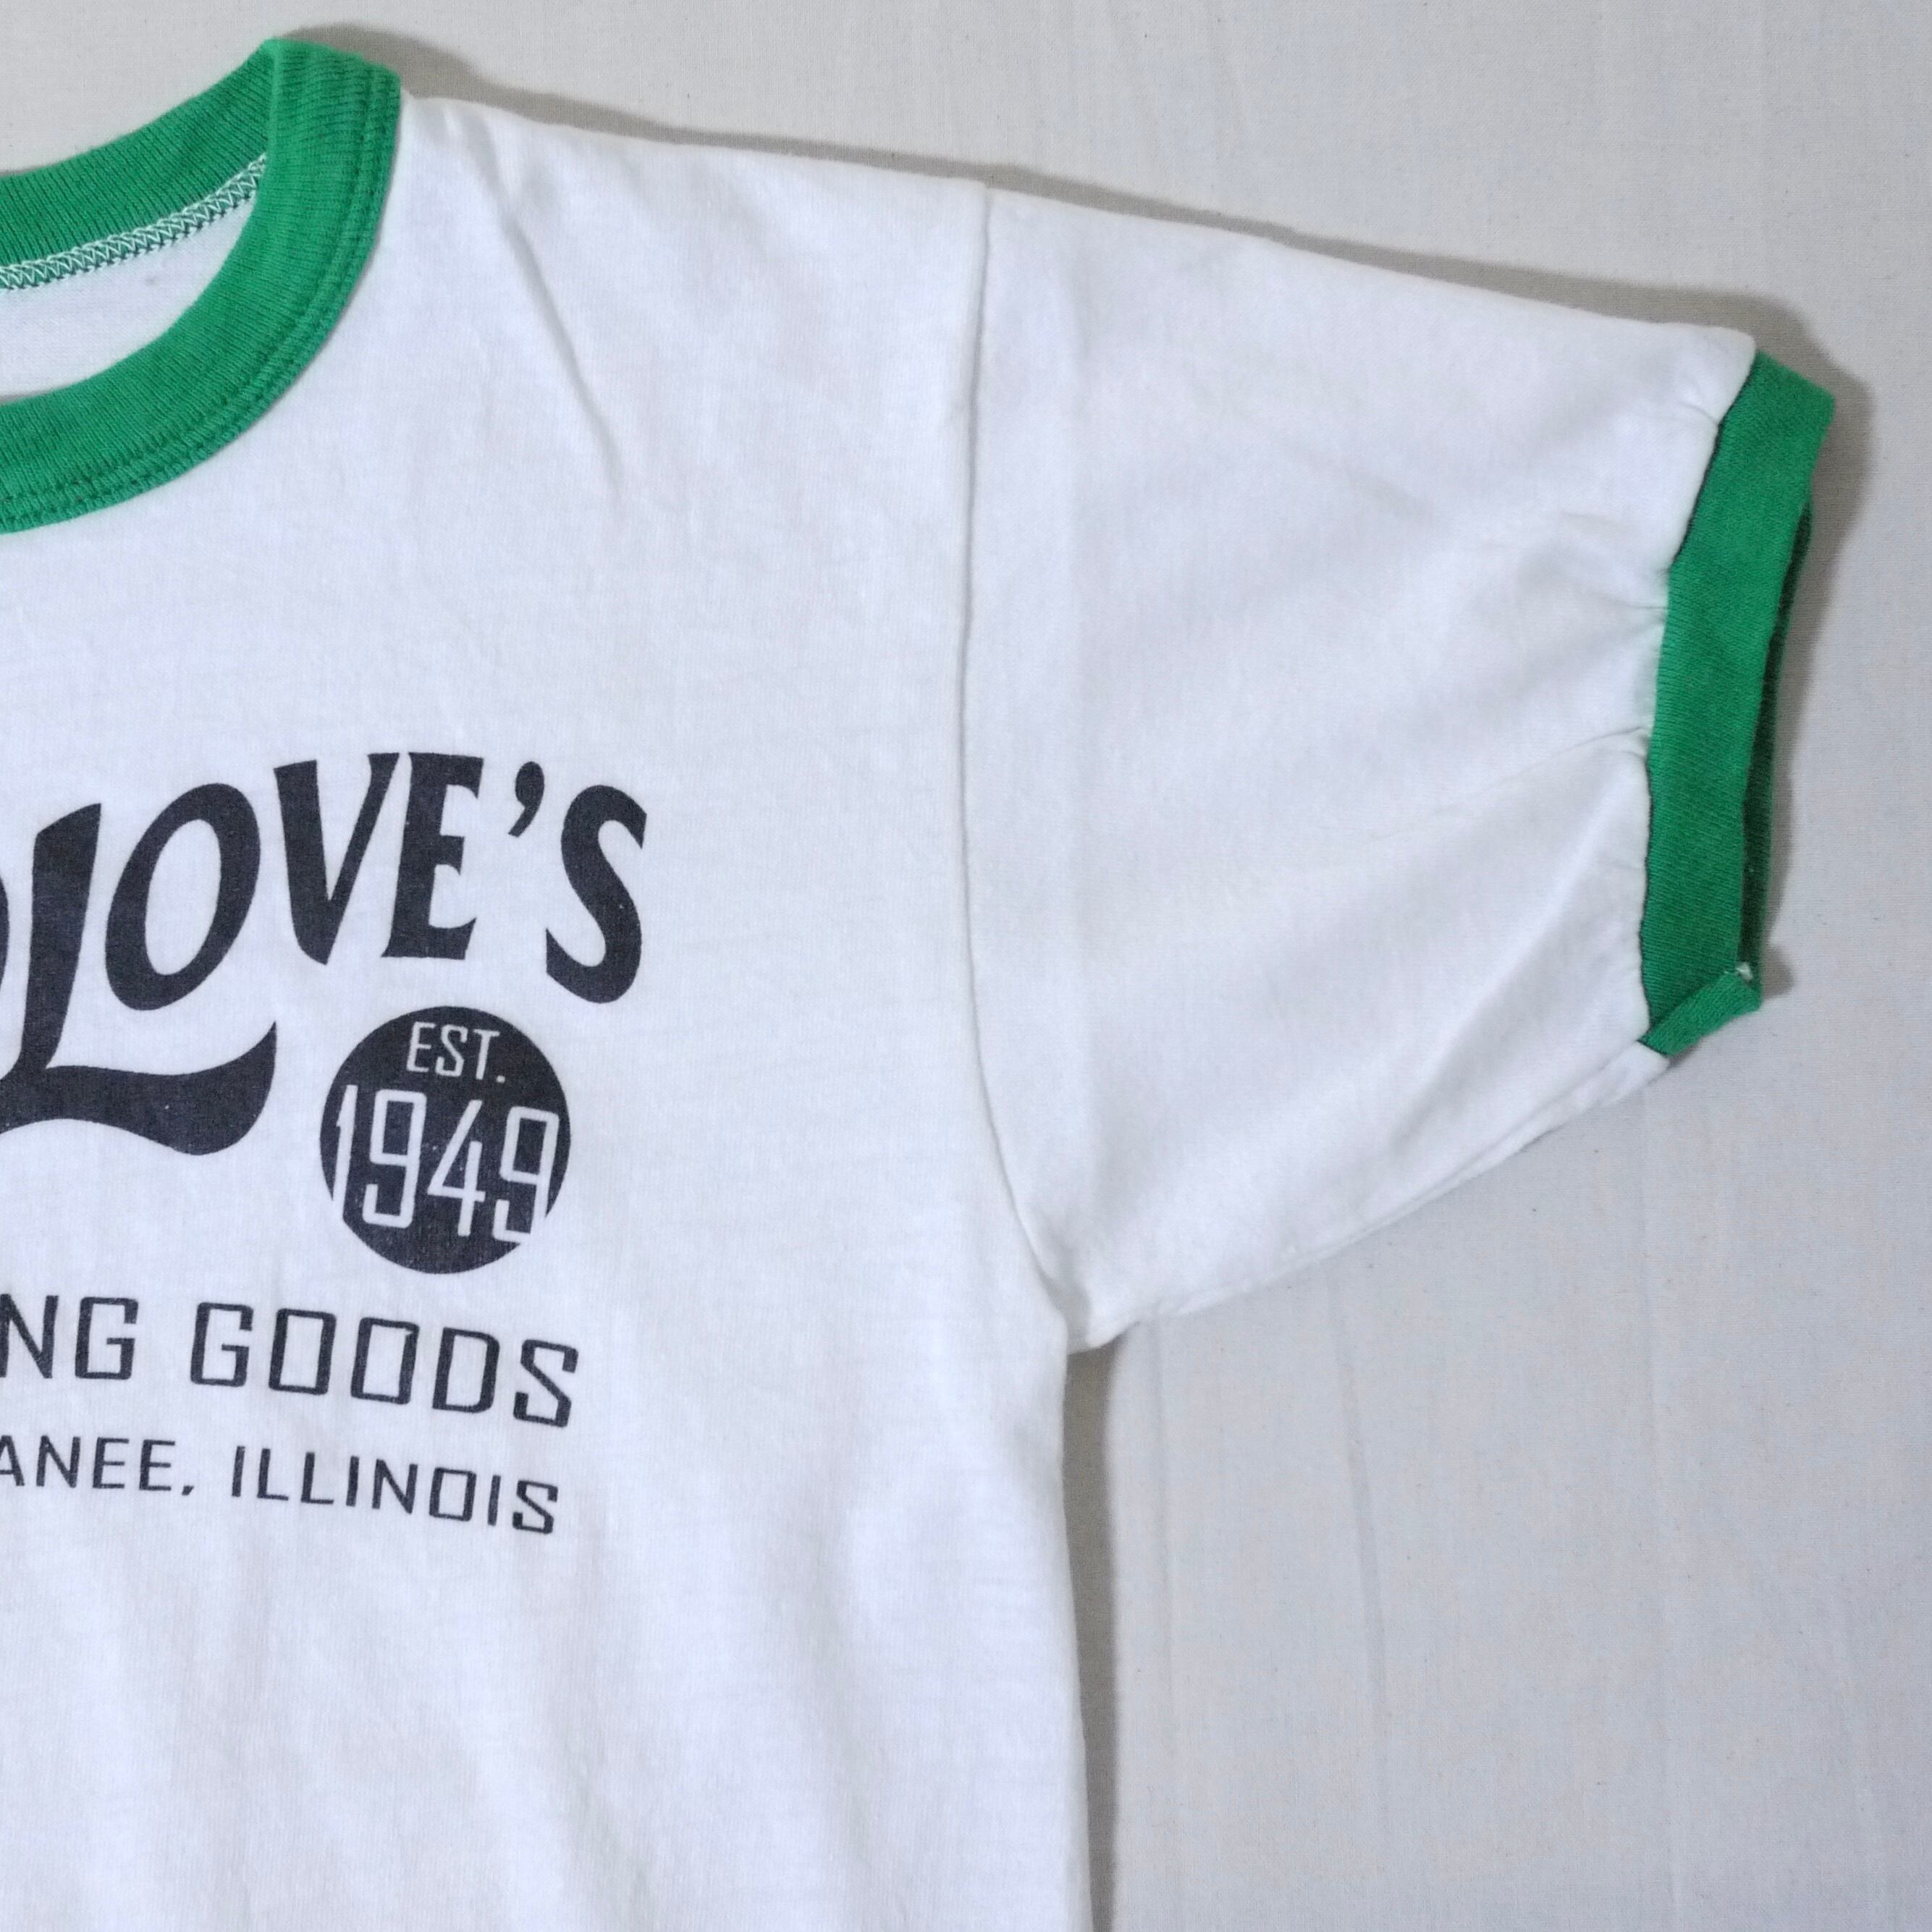 LOVE'S
EST.
1949
NG GOODS
ANEE, ILLINOIS